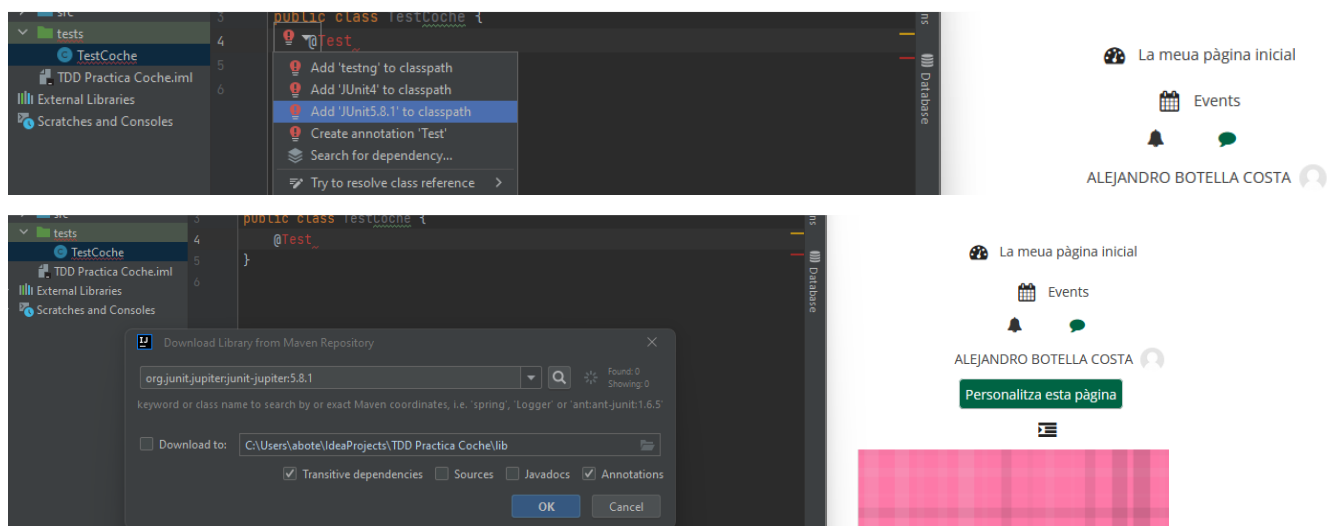 src
tests
TestCoche
TDD Practica Coche.iml
External Libraries
Scratches and Consoles
3
4
5
6
public class TestCoche {
@Test
Add 'testng' to classpath
Add 'JUnit4' to classpath
Add 'JUnit5.8.1' to classpath
Create annotation 'Test'
Search for dependency...
Try to resolve class reference
ns
Database
La meua pàgina inicial
Events
ALEJANDRO BOTELLA COSTA
src
tests
TestCoche
TDD Practica Coche.iml
External Libraries
Scratches and Consoles
3
4
5
6
public class TestCoche {
@Test
}
ns
Database
Download Library from Maven Repository
org.junit.jupiter:junit-jupiter:5.8.1
Found: 0
Showing: 0
keyword or class name to search by or exact Maven coordinates, i.e. 'spring', 'Logger' or 'ant:ant-junit:1.6.5'
Download to:
C:\Users\abote\IdeaProjects\TDD Practica Coche\lib
Transitive dependencies
Sources
Javadocs
Annotations
OK
Cancel
La meua pàgina inicial
Events
ALEJANDRO BOTELLA COSTA
Personalitza esta pàgina